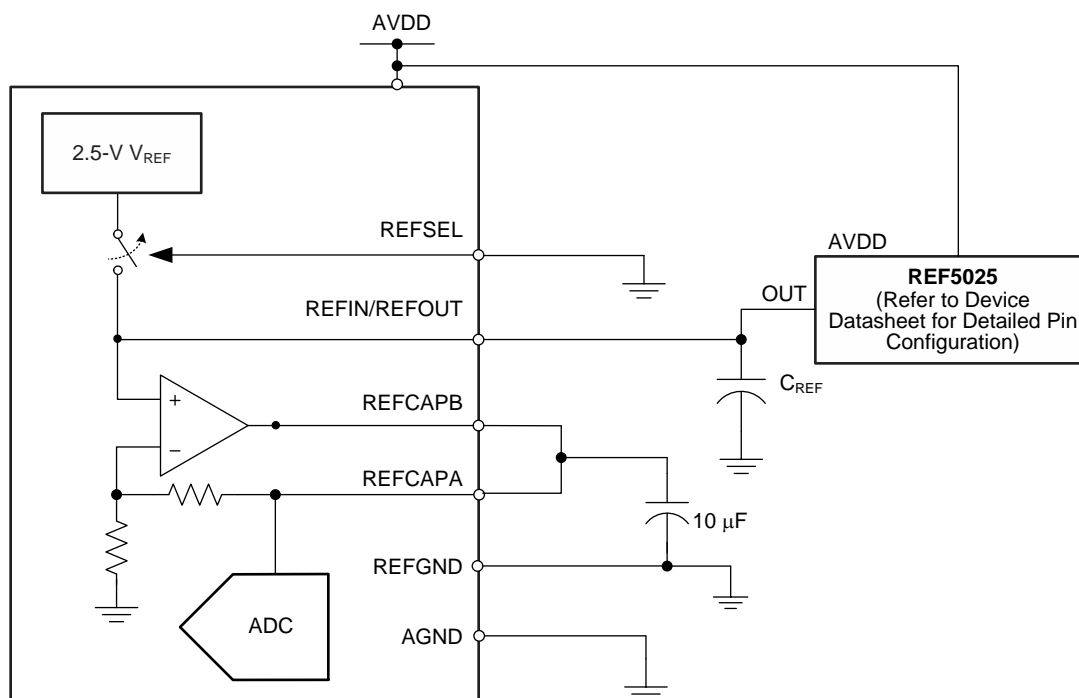 AVDD
2.5-V VREF
REFSEL
AVDD
REF5025
(Refer to Device
Datasheet for Detailed Pin
Configuration)
OUT
REFIN/REFOUT
CREF
+
−
REFCAPB
REFCAPA
10 μF
REFGND
ADC
AGND